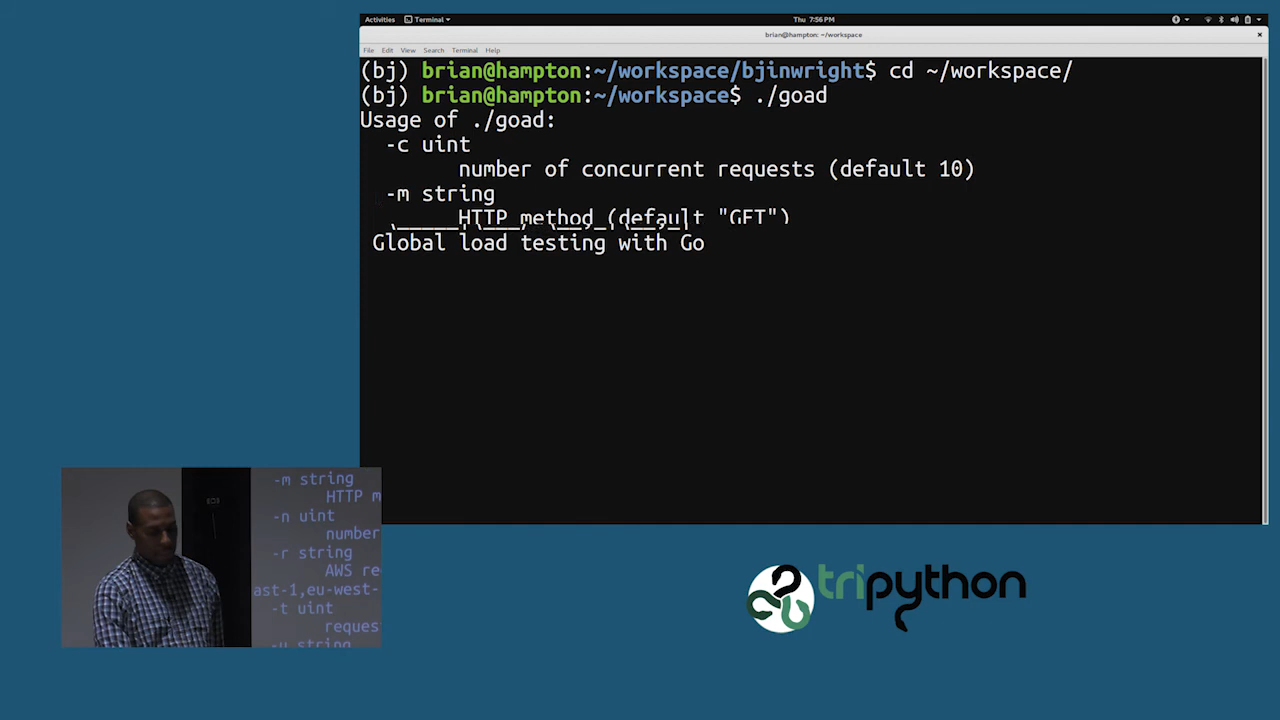 Activities
Terminal
Thu 7:56 PM
brian@hampton: ~/workspace
File Edit View Search Terminal Help
(bj) brian@hampton:~/workspace/bjinwright$ cd ~/workspace/
(bj) brian@hampton:~/workspace$ ./goad
Usage of ./goad:
-c uint
number of concurrent requests (default 10)
-m string
HTTP method (default "GET")
Global load testing with Go
-m string
HTTP m
-n uint
number
-r string
AWS re
ast-1,eu-west-
-t uint
reques
-u string
tripython